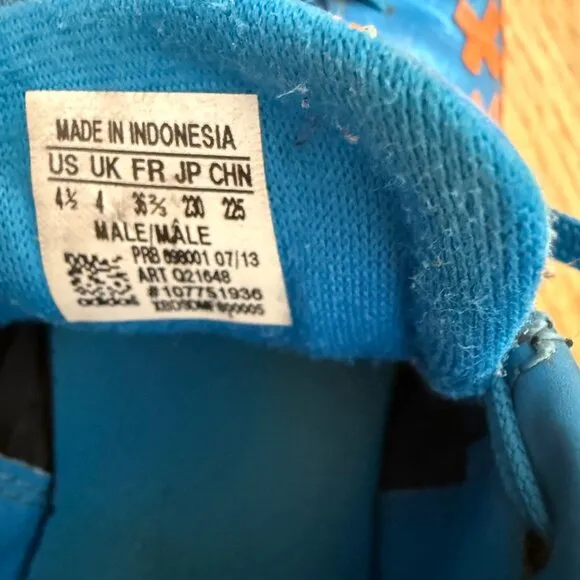 MADE IN INDONESIA
US UK FR JP CHN
4½ 4 36⅔ 230 225
MALE/MÂLE
PRB 698001 07/13
ART Q21648
#107751936
adidas